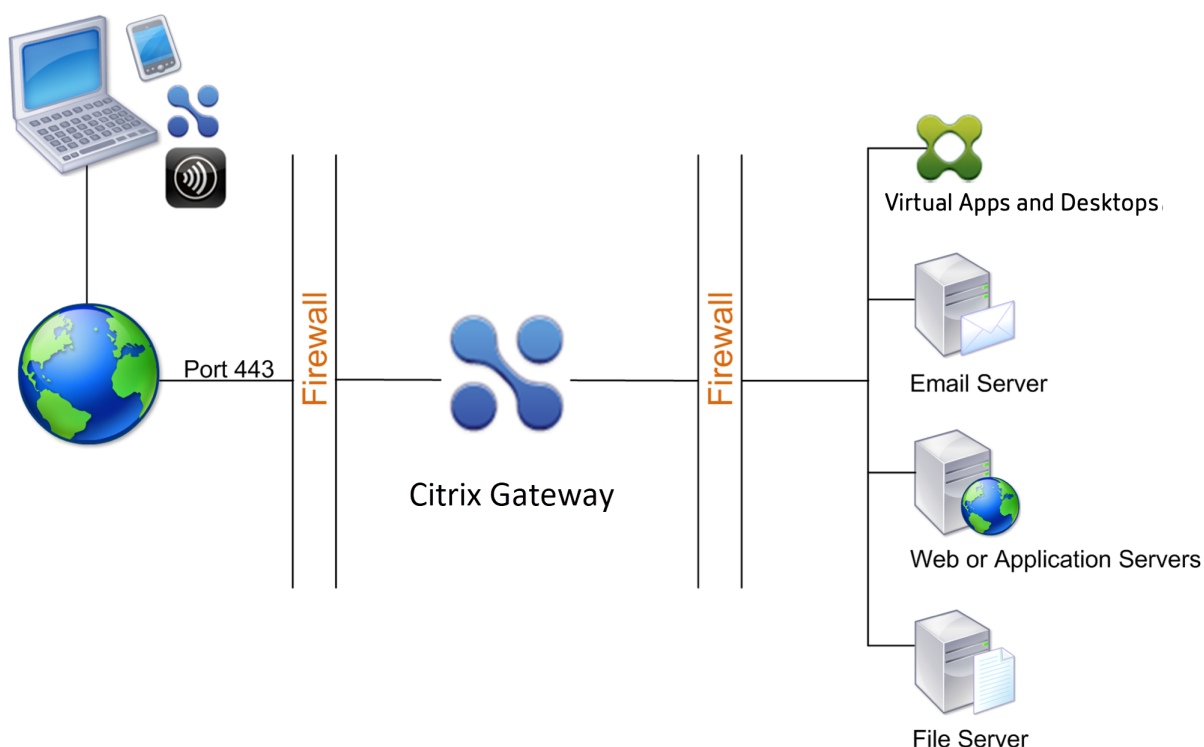 Virtual Apps and Desktops
Port 443
Firewall
Firewall
Email Server
Citrix Gateway
Web or Application Servers
File Server